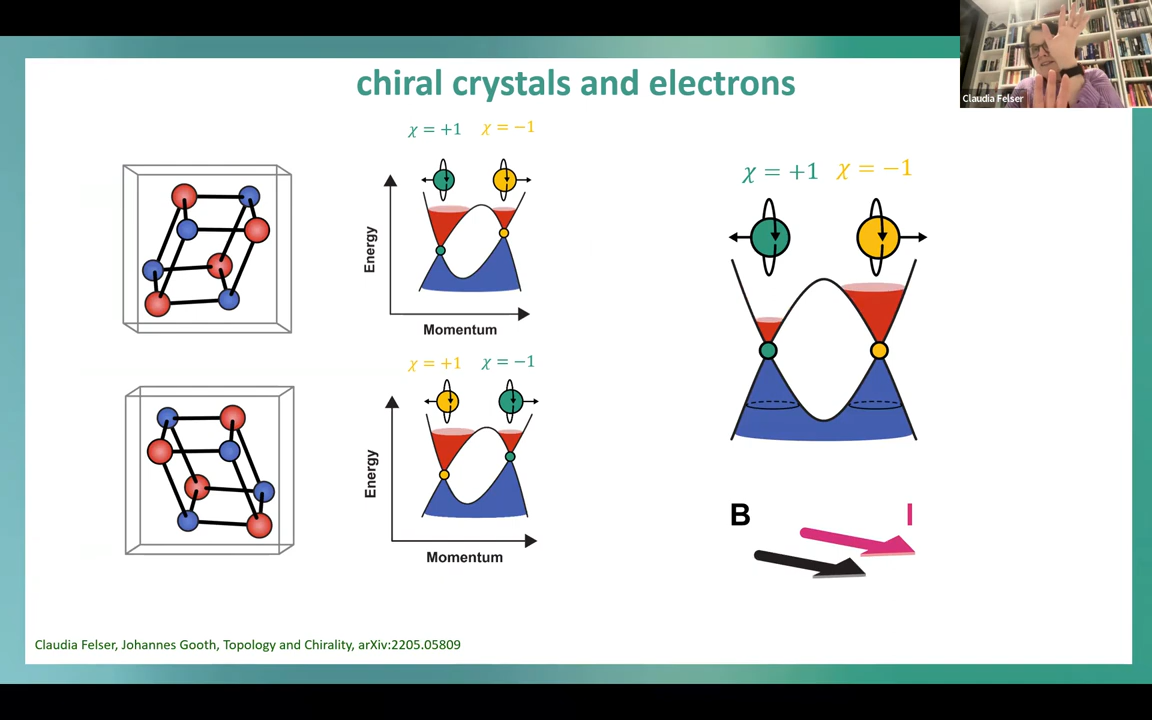 chiral crystals and electrons
Claudia Felser
χ = +1 χ = −1
Energy
Momentum
χ = +1 χ = −1
Energy
Momentum
χ = +1 χ = −1
B I
Claudia Felser, Johannes Gooth, Topology and Chirality, arXiv:2205.05809